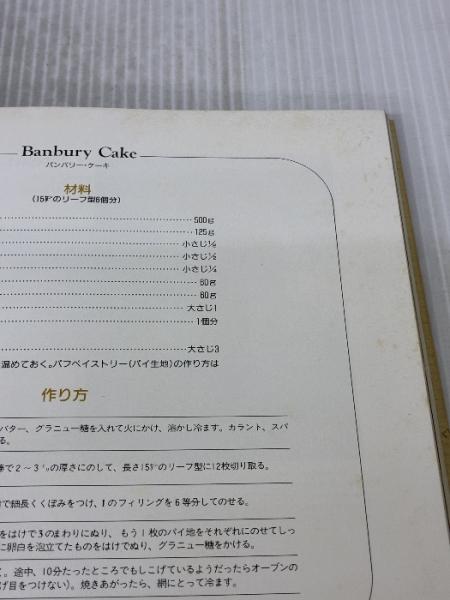 Banbury Cake
バンバリー・ケーキ
材料
(15㌢のリーフ型6個分)
500g
125g
小さじ¼
小さじ½
小さじ¼
60g
60g
大さじ1
1個分
大さじ3
温めておく。パフペイストリー(パイ生地)の作り方は
作り方
バター、グラニュー糖を入れて火にかけ、溶かし冷ます。カラント、スパ
る。
棒で2～3㍉の厚さにのして、長さ15㌢のリーフ型に12枚切り取る。
で細長くくぼみをつけ、1のフィリングを6等分してのせる。
をはけで3のまわりにぬり、もう1枚のパイ地をそれぞれにのせてしっ
に卵白を泡立てたものをはけでぬり、グラニュー糖をかける。
く。途中、10分たったところでもしこげているようだったらオーブンの
げ目をつけない)。焼きあがったら、網にとって冷ます。